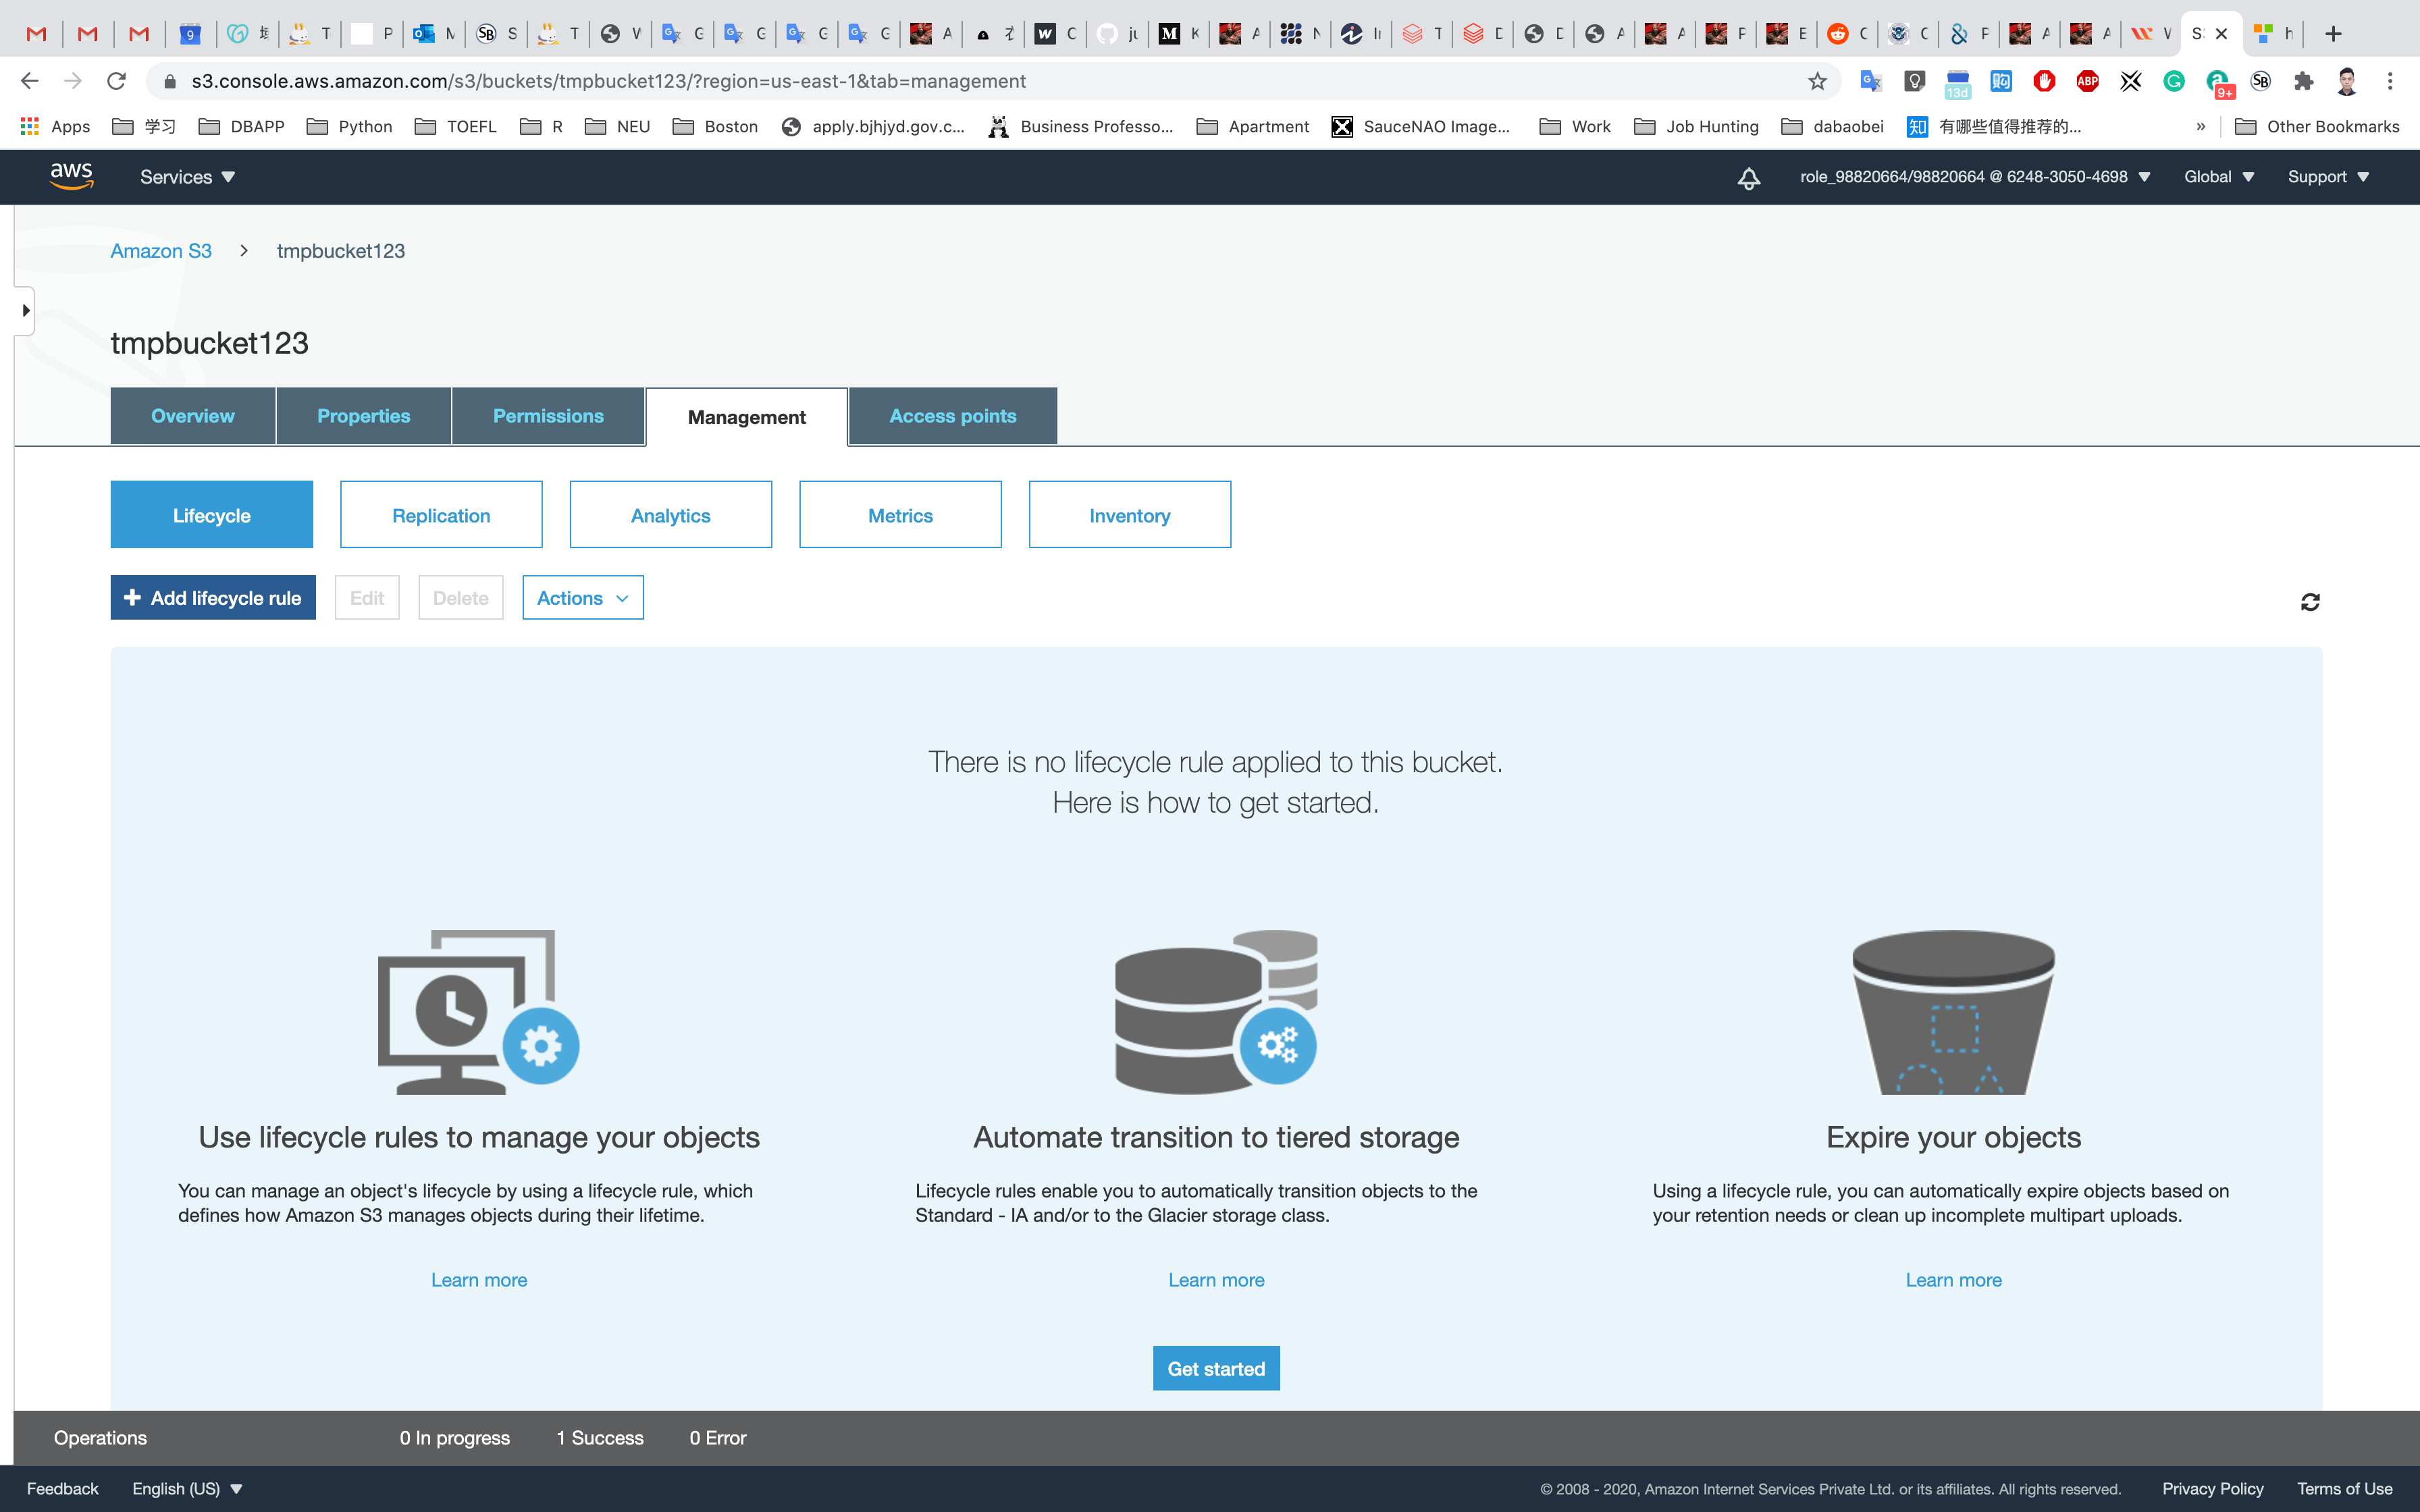 s3.console.aws.amazon.com/s3/buckets/tmpbucket123/?region=us-east-1&tab=management
13d
ABP
9+
Apps
学习
DBAPP
Python
TOEFL
R
NEU
Boston
apply.bjhjyd.gov.c...
Business Professo...
Apartment
SauceNAO Image...
Work
Job Hunting
dabaobei
知 有哪些值得推荐的...
»
Other Bookmarks
aws
Services
role_98820664/98820664 @ 6248-3050-4698
Global
Support
Amazon S3 > tmpbucket123
tmpbucket123
Overview
Properties
Permissions
Management
Access points
Lifecycle
Replication
Analytics
Metrics
Inventory
+ Add lifecycle rule
Edit
Delete
Actions
There is no lifecycle rule applied to this bucket.
Here is how to get started.
Use lifecycle rules to manage your objects
You can manage an object's lifecycle by using a lifecycle rule, which
defines how Amazon S3 manages objects during their lifetime.
Learn more
Automate transition to tiered storage
Lifecycle rules enable you to automatically transition objects to the
Standard - IA and/or to the Glacier storage class.
Learn more
Expire your objects
Using a lifecycle rule, you can automatically expire objects based on
your retention needs or clean up incomplete multipart uploads.
Learn more
Get started
Operations
0 In progress
1 Success
0 Error
Feedback
English (US)
© 2008 - 2020, Amazon Internet Services Private Ltd. or its affiliates. All rights reserved.
Privacy Policy
Terms of Use